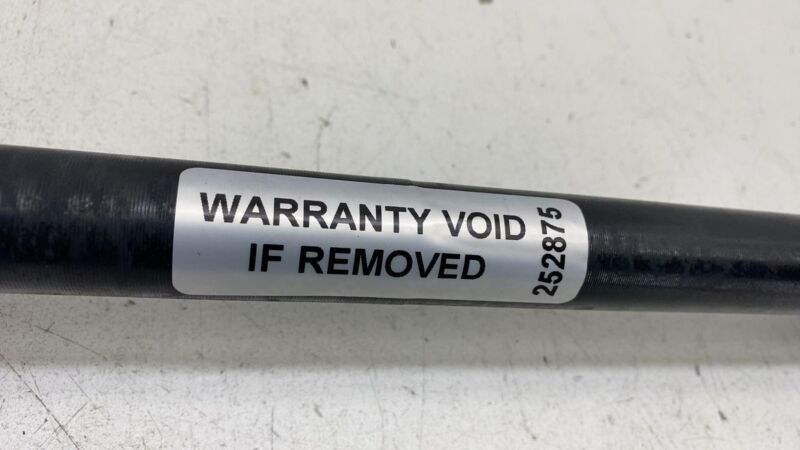 WARRANTY VOID
IF REMOVED
252875